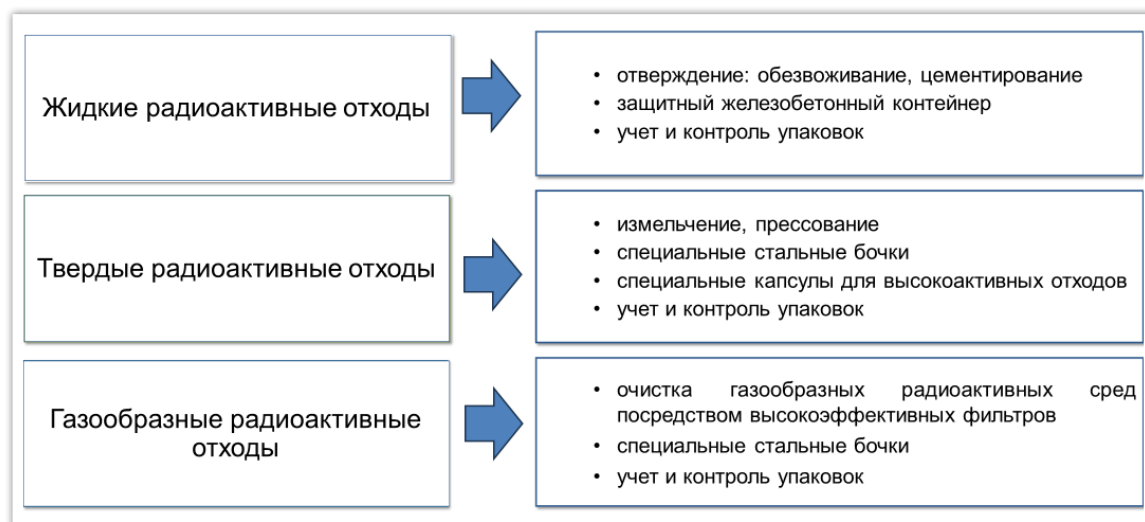 Жидкие радиоактивные отходы
• отверждение: обезвоживание, цементирование
• защитный железобетонный контейнер
• учет и контроль упаковок
Твердые радиоактивные отходы
• измельчение, прессование
• специальные стальные бочки
• специальные капсулы для высокоактивных отходов
• учет и контроль упаковок
Газообразные радиоактивные
отходы
• очистка газообразных радиоактивных сред
посредством высокоэффективных фильтров
• специальные стальные бочки
• учет и контроль упаковок